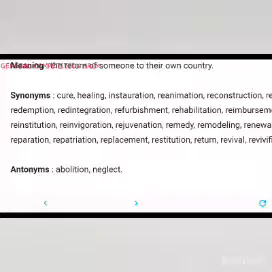 Meaning - the return of someone to their own country.
Synonyms : cure, healing, instauration, reanimation, reconstruction, re
redemption, redintegration, refurbishment, rehabilitation, reimbursem
reinstitution, reinvigoration, rejuvenation, remedy, remodeling, renewa
reparation, repatriation, replacement, restitution, return, revival, revivif
Antonyms : abolition, neglect.